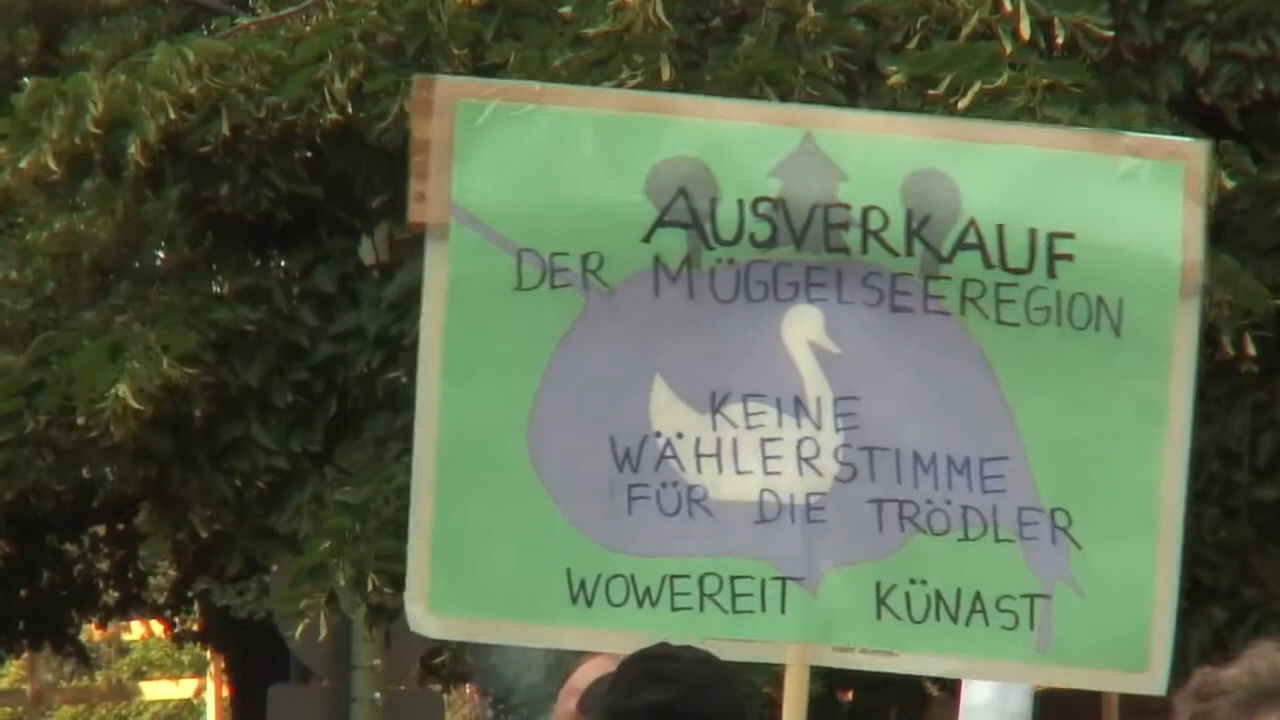 AUSVERKAUF
DER MÜGGELSEEREGION
KEINE
WÄHLERSTIMME
FÜR DIE TRÖDLER
WOWEREIT KÜNAST